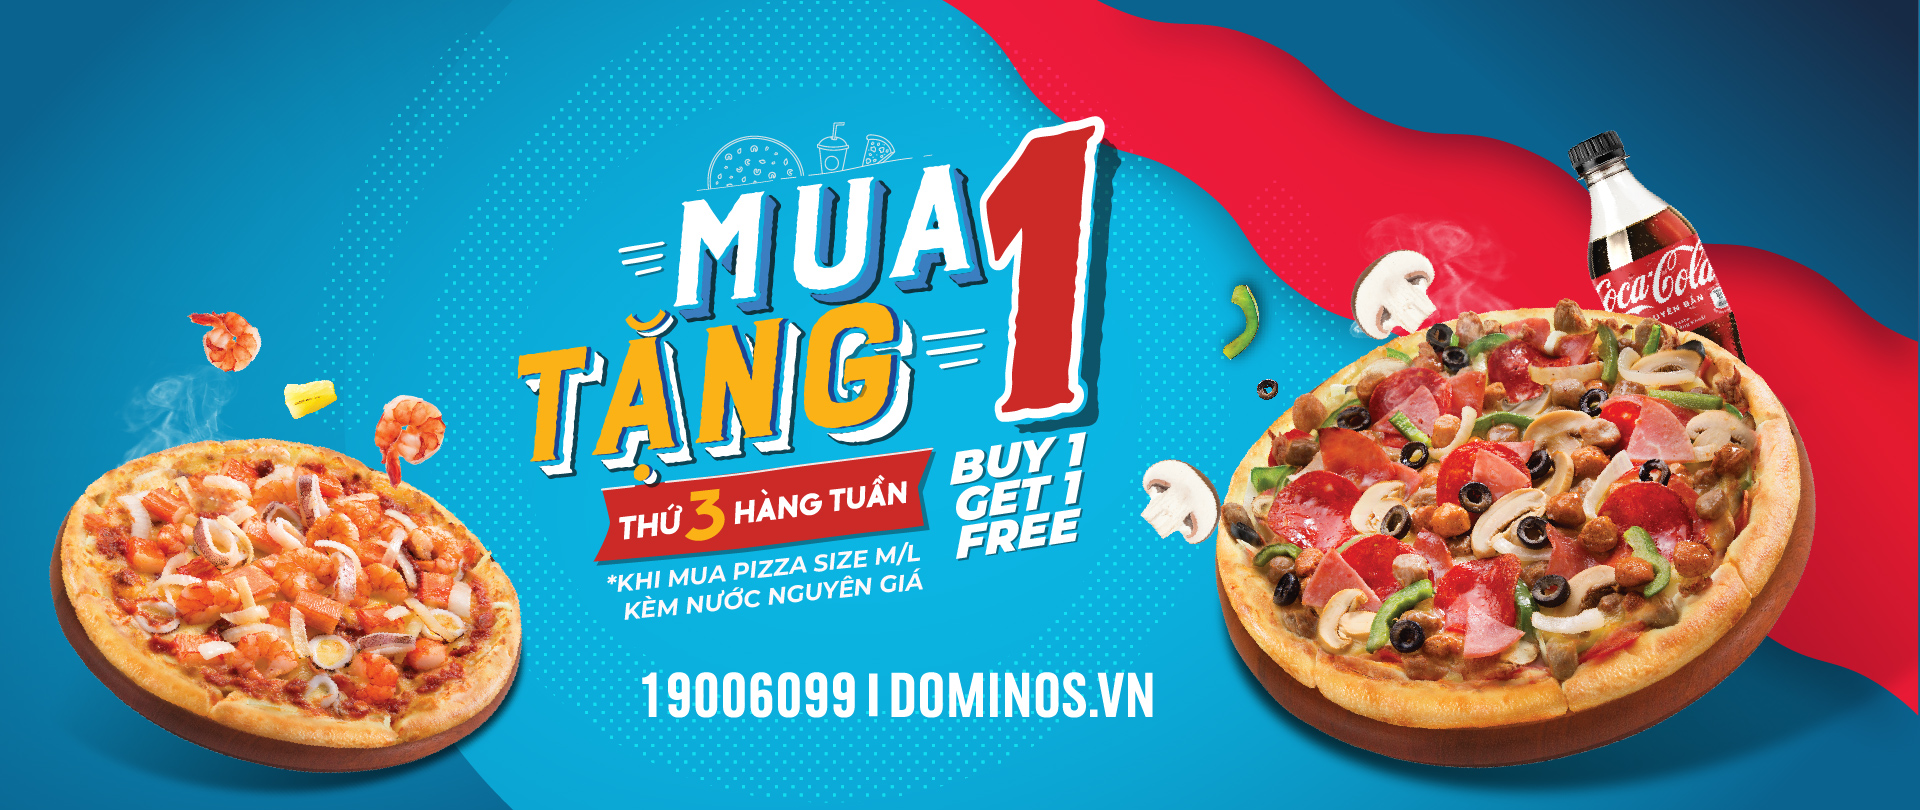 MUA 1
TẶNG 1
THỨ 3 HÀNG TUẦN
*KHI MUA PIZZA SIZE M/L
KÈM NƯỚC NGUYÊN GIÁ
BUY 1
GET 1
FREE
19006099 | DOMINOS.VN
Coca-Cola